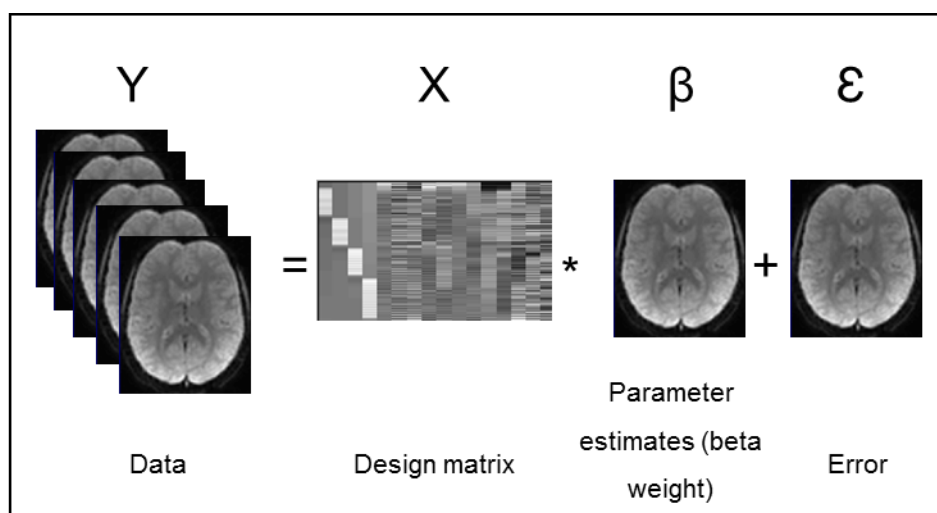 Y X β ε
= * +
Data Design matrix Parameter estimates (beta weight) Error